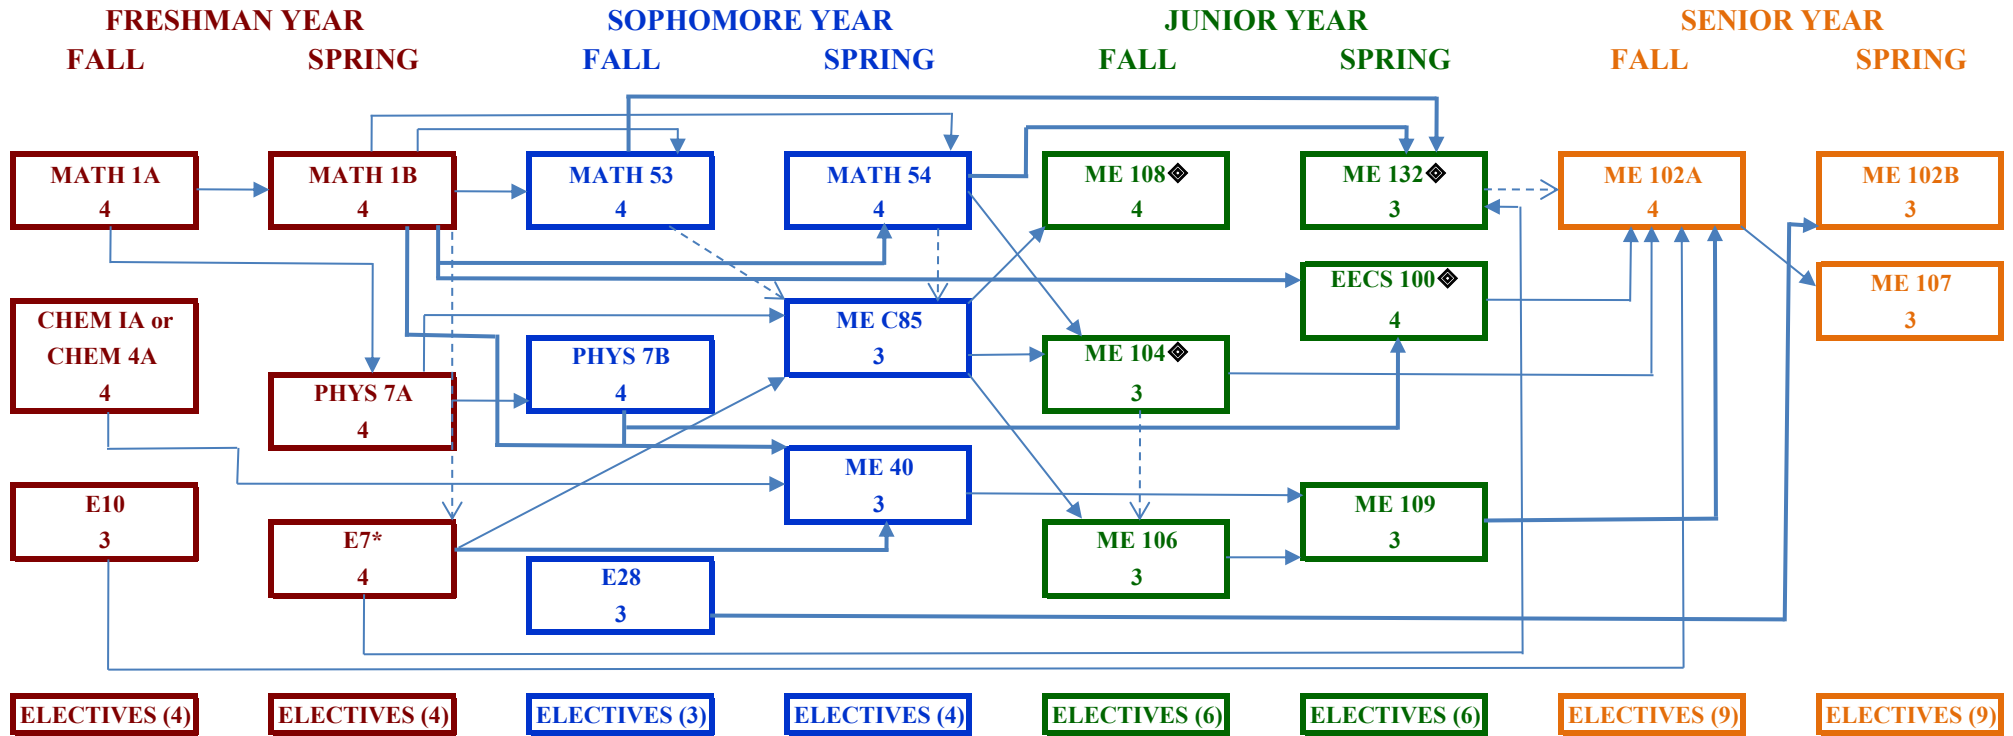 FRESHMAN YEAR
SOPHOMORE YEAR
JUNIOR YEAR
SENIOR YEAR
FALL
SPRING
FALL
SPRING
FALL
SPRING
FALL
SPRING
MATH 1A
4
MATH 1B
4
MATH 53
4
MATH 54
4
ME 108
4
ME 132
3
ME 102A
4
ME 102B
3
EECS 100
4
ME 107
3
CHEM IA or
CHEM 4A
4
PHYS 7A
4
PHYS 7B
4
ME C85
3
ME 104
3
ME 40
3
E10
3
E7*
4
E28
3
ME 106
3
ME 109
3
ELECTIVES (4)
ELECTIVES (4)
ELECTIVES (3)
ELECTIVES (4)
ELECTIVES (6)
ELECTIVES (6)
ELECTIVES (9)
ELECTIVES (9)